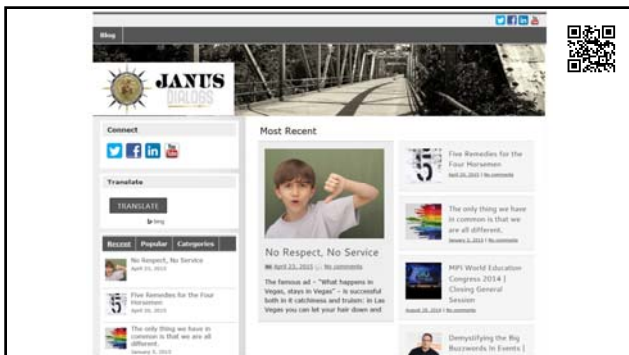 Blog
JANUS
DIALOGS
Connect
Translate
TRANSLATE
bing
Recent Popular Categories
No Respect, No Service
April 23, 2015
Five Remedies for the
Four Horsemen
April 20, 2015
The only thing we have in
common is that we are all
different.
January 5, 2015
Most Recent
No Respect, No Service
April 23, 2015 No comments
The famous ad - "What happens in
Vegas, stays in Vegas" - is successful
both in it catchiness and truism: in Las
Vegas you can let your hair down and
Five Remedies for the
Four Horsemen
April 20, 2015 | No comments
The only thing we have
in common is that we
are all different.
January 5, 2015 | No comments
MPI World Education
Congress 2014 |
Closing General
Session
August 20, 2014 | No comments
Demystifying the Big
Buzzwords In Events |